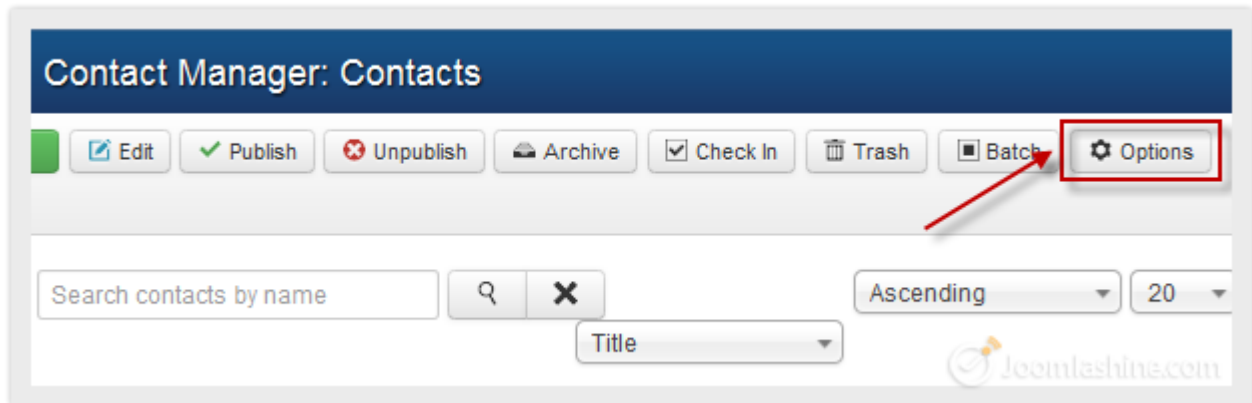 Contact Manager: Contacts
Edit Publish Unpublish Archive Check In Trash Batch Options
Search contacts by name Ascending 20
Title
Joomlashine.com